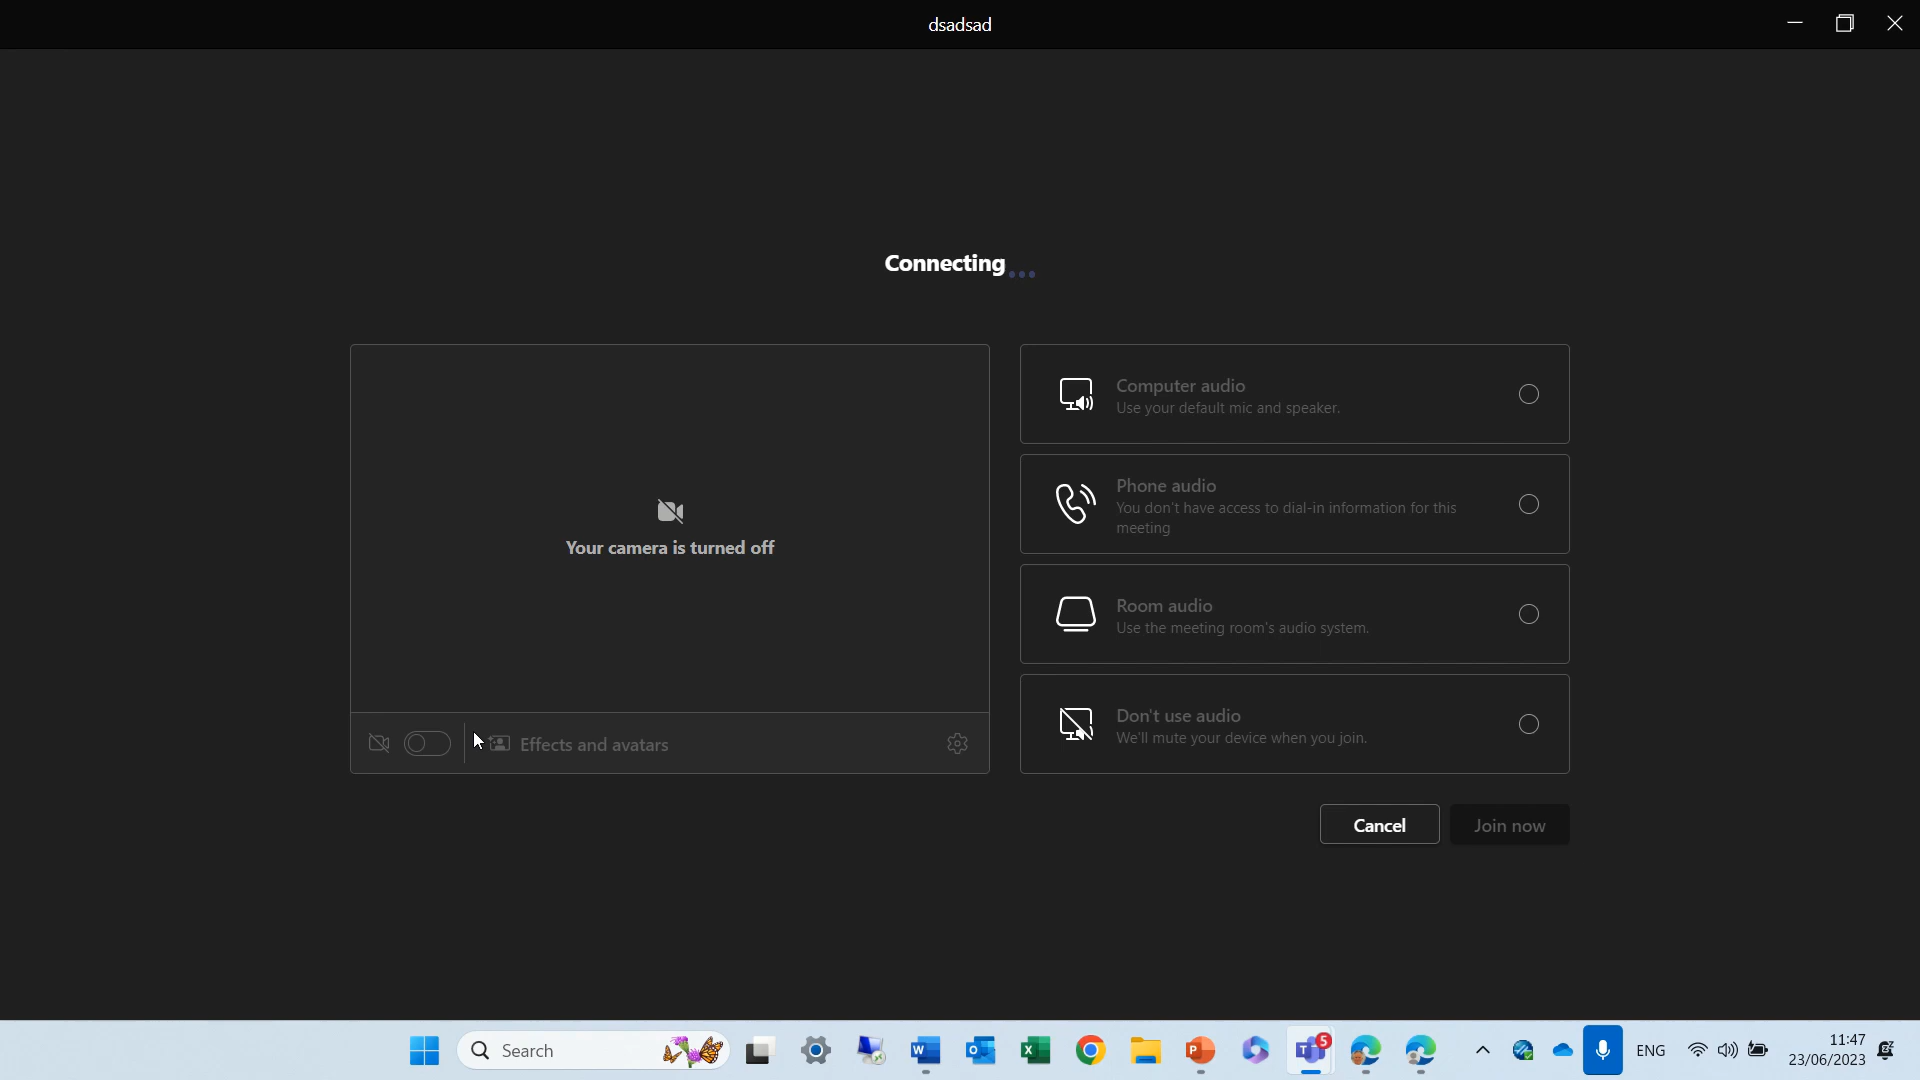 dsadsad
Connecting...
Your camera is turned off
Effects and avatars
Computer audio
Use your default mic and speaker.
Phone audio
You don't have access to dial-in information for this
meeting
Room audio
Use the meeting room's audio system.
Don't use audio
We'll mute your device when you join.
Cancel
Join now
Search
5
ENG
11:47
23/06/2023